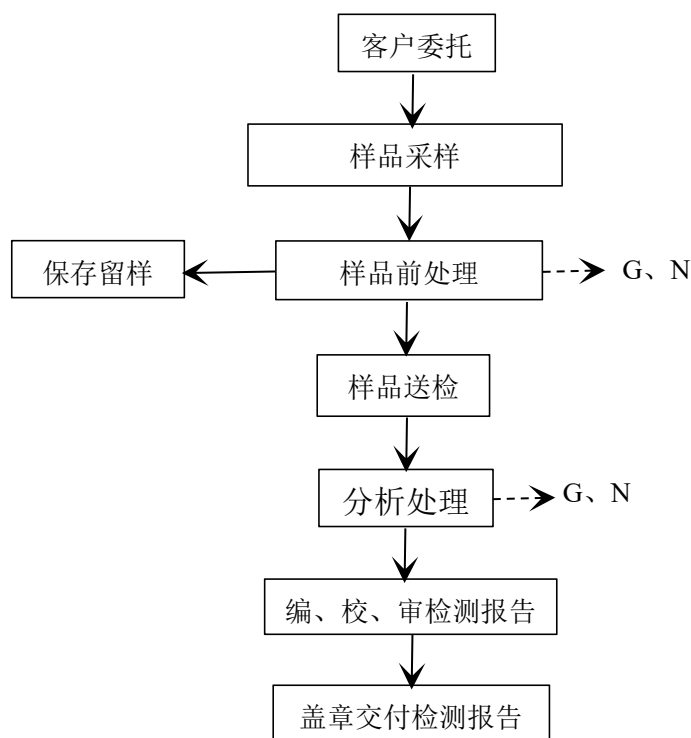 客户委托
样品采样
保存留样
样品前处理
G、N
样品送检
分析处理
G、N
编、校、审检测报告
盖章交付检测报告